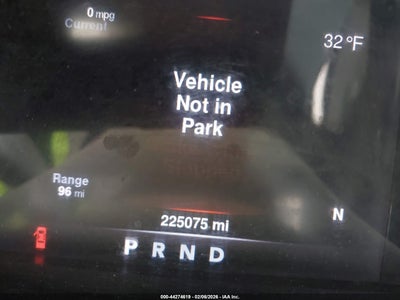 0 mpg
Current
32°F
Vehicle
Not in
Park
Range
96 mi
225075 mi
N
P R N D
000-44274619 - 02/06/2026 - IAA Inc.